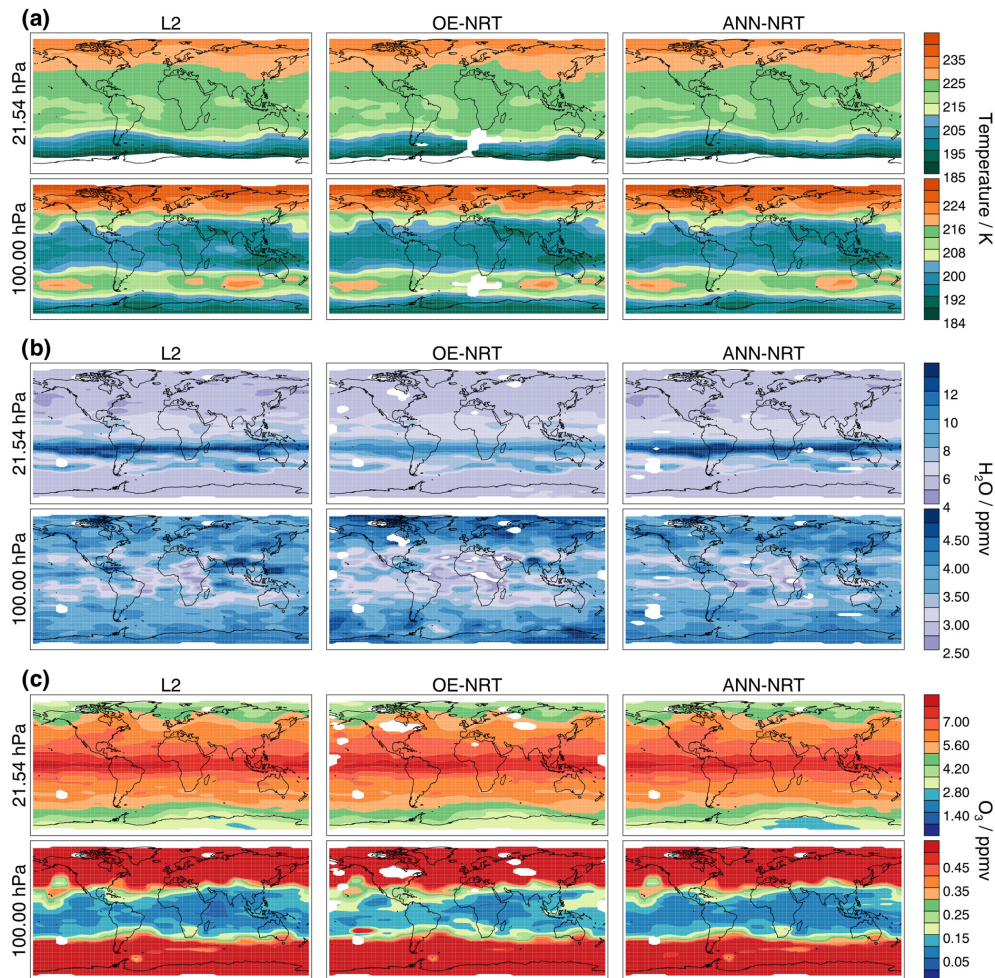 (a)
L2 OE-NRT ANN-NRT
21.54 hPa
100.00 hPa
235
225
215
205
195
185
224
216
208
200
192
184
Temperature / K
(b)
L2 OE-NRT ANN-NRT
21.54 hPa
100.00 hPa
12
10
8
6
4
4.50
4.00
3.50
3.00
2.50
H₂O / ppmv
(c)
L2 OE-NRT ANN-NRT
21.54 hPa
100.00 hPa
7.00
5.60
4.20
2.80
1.40
0.45
0.35
0.25
0.15
0.05
O₃ / ppmv